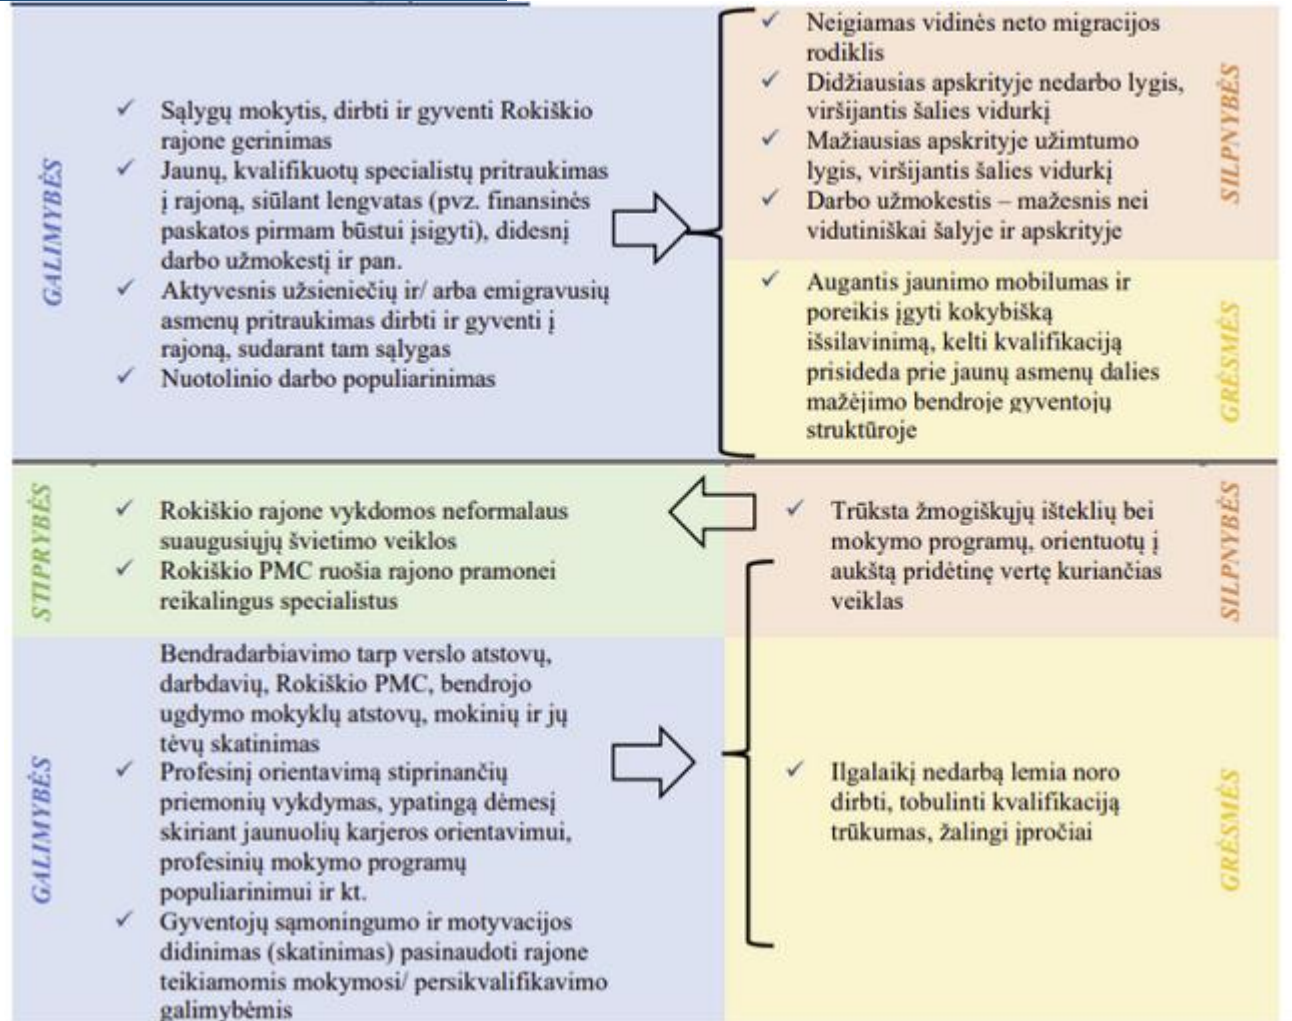 GALIMYBĖS
Sąlygų mokytis, dirbti ir gyventi Rokiškio
rajone gerinimas
Jaunų, kvalifikuotų specialistų pritraukimas
į rajoną, siūlant lengvatas (pvz. finansinės
paskatos pirmam būstui įsigyti), didesnį
darbo užmokestį ir pan.
Aktyvesnis užsieniečių ir/ arba emigravusių
asmenų pritraukimas dirbti ir gyventi į
rajoną, sudarant tam sąlygas
Nuotolinio darbo populiarinimas
Neigiamas vidinės neto migracijos
rodiklis
Didžiausias apskrityje nedarbo lygis,
viršijantis šalies vidurkį
Mažiausias apskrityje užimtumo
lygis, viršijantis šalies vidurkį
Darbo užmokestis – mažesnis nei
vidutiniškai šalyje ir apskrityje
SILPNYBĖS
Augantis jaunimo mobilumas ir
poreikis įgyti kokybišką
išsilavinimą, kelti kvalifikaciją
prisideda prie jaunų asmenų dalies
mažėjimo bendroje gyventojų
struktūroje
GRĖSMĖS
STIPRYBĖS
Rokiškio rajone vykdomos neformalaus
suaugusiųjų švietimo veiklos
Rokiškio PMC ruošia rajono pramonei
reikalingus specialistus
Trūksta žmogiškųjų išteklių bei
mokymo programų, orientuotų į
aukštą pridėtinę vertę kuriančias
veiklas
SILPNYBĖS
GALIMYBĖS
Bendradarbiavimo tarp verslo atstovų,
darbdavių, Rokiškio PMC, bendrojo
ugdymo mokyklų atstovų, mokinių ir jų
tėvų skatinimas
Profesinį orientavimą stiprinančių
priemonių vykdymas, ypatingą dėmesį
skiriant jaunuolių karjeros orientavimui,
profesinių mokymo programų
populiarinimui ir kt.
Gyventojų sąmoningumo ir motyvacijos
didinimas (skatinimas) pasinaudoti rajone
teikiamomis mokymosi/ persikvalifikavimo
galimybėmis
Ilgalaikį nedarbą lemia noro
dirbti, tobulinti kvalifikaciją
trūkumas, žalingi įpročiai
GRĖSMĖS